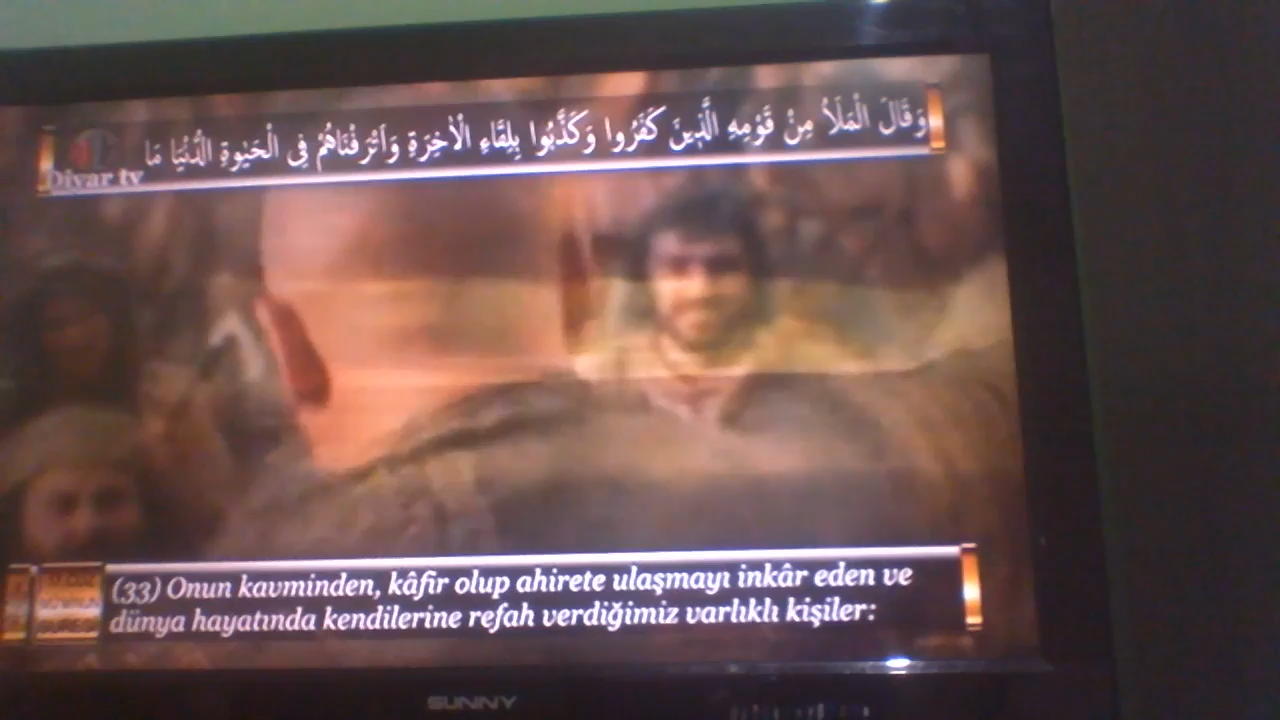 وَقَالَ الْمَلَأُ مِنْ قَوْمِهِ الَّذِينَ كَفَرُوا وَكَذَّبُوا بِلِقَاءِ الْاٰخِرَةِ وَاَتْرَفْنَاهُمْ فِى الْحَيٰوةِ الدُّنْيَا مَا
Divar tv
(33) Onun kavminden, kâfir olup ahirete ulaşmayı inkâr eden ve
dünya hayatında kendilerine refah verdiğimiz varlıklı kişiler:
SUNNY